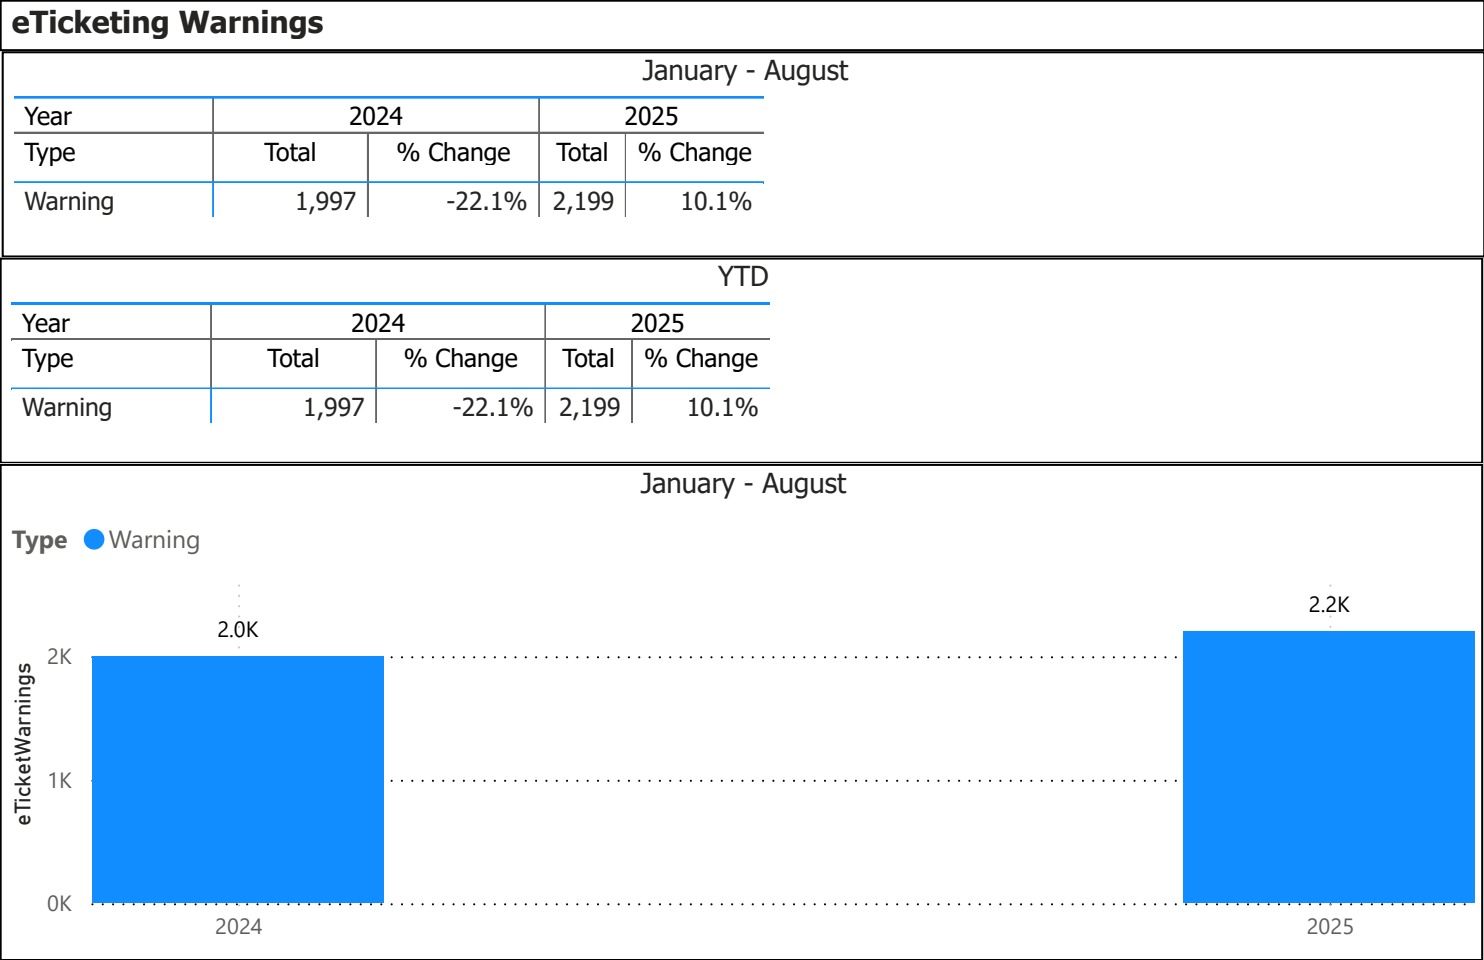 eTicketing Warnings
January - August
Year 2024 2025
Type Total % Change Total % Change
Warning 1,997 -22.1% 2,199 10.1%
YTD
Year 2024 2025
Type Total % Change Total % Change
Warning 1,997 -22.1% 2,199 10.1%
January - August
Type Warning
2.0K
2.2K
2K
1K
0K
eTicketWarnings
2024
2025